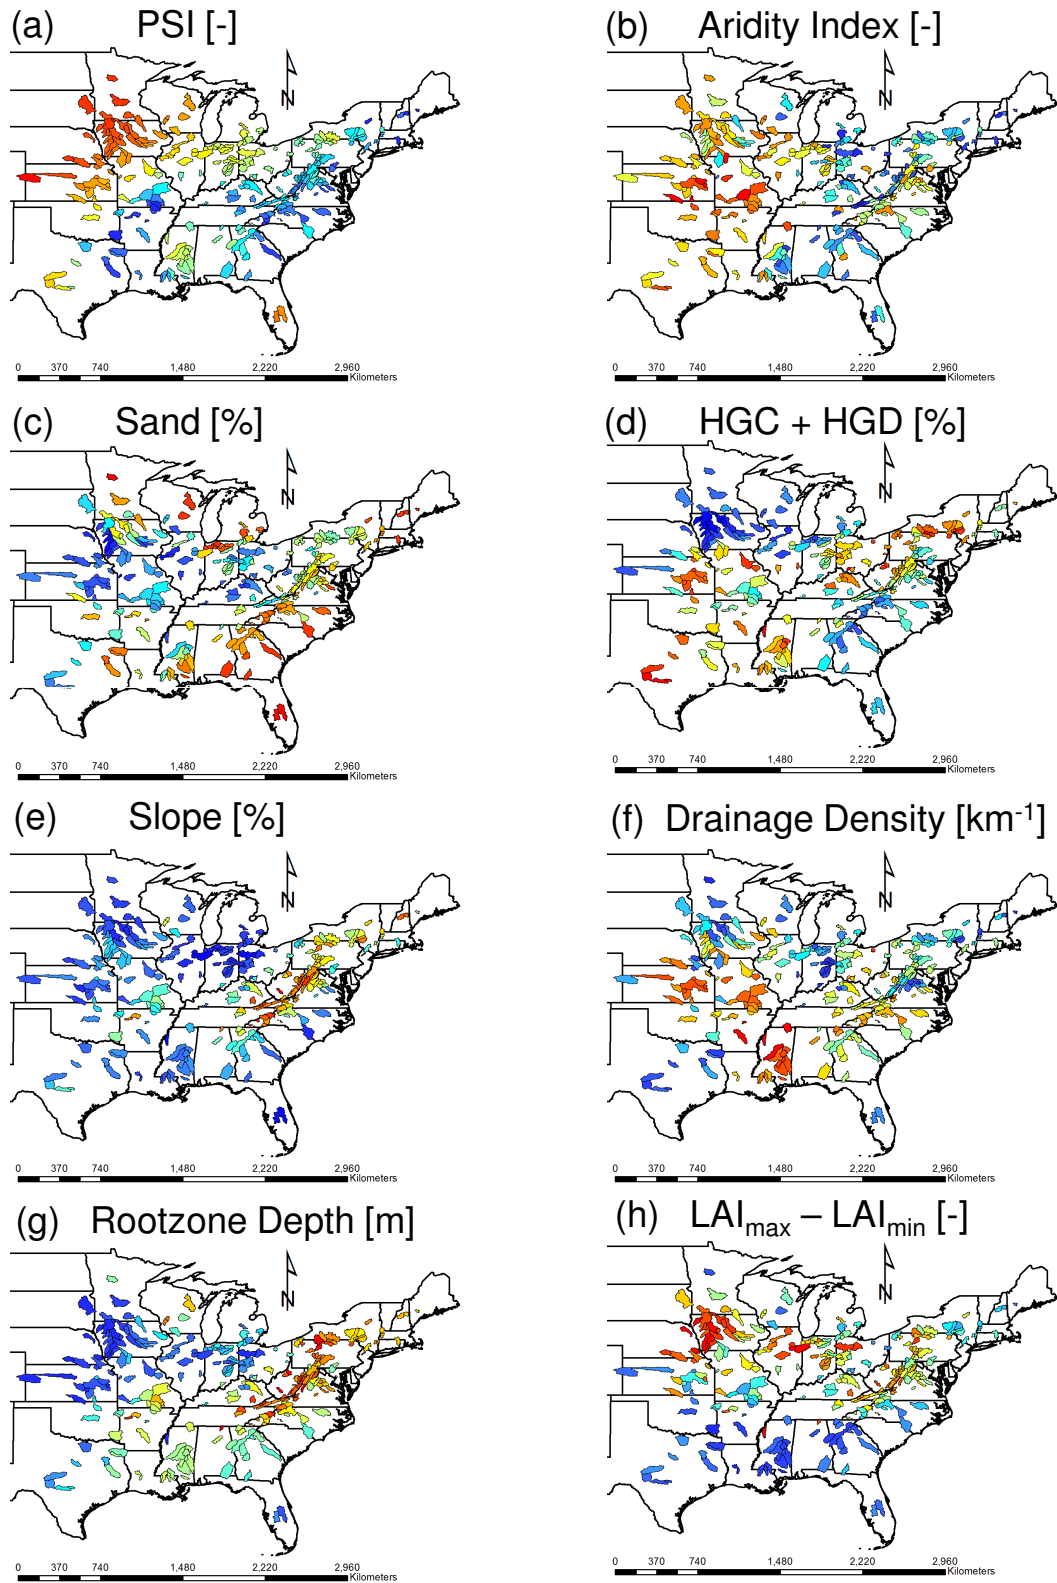 (a) PSI [-]
(b) Aridity Index [-]
N
N
0 370 740 1,480 2,220 2,960
Kilometers
0 370 740 1,480 2,220 2,960
Kilometers
(c) Sand [%]
(d) HGC + HGD [%]
N
N
0 370 740 1,480 2,220 2,960
Kilometers
0 370 740 1,480 2,220 2,960
Kilometers
(e) Slope [%]
(f) Drainage Density [km⁻¹]
N
N
0 370 740 1,480 2,220 2,960
Kilometers
0 370 740 1,480 2,220 2,960
Kilometers
(g) Rootzone Depth [m]
(h) LAImax – LAImin [-]
N
N
0 370 740 1,480 2,220 2,960
Kilometers
0 370 740 1,480 2,220 2,960
Kilometers